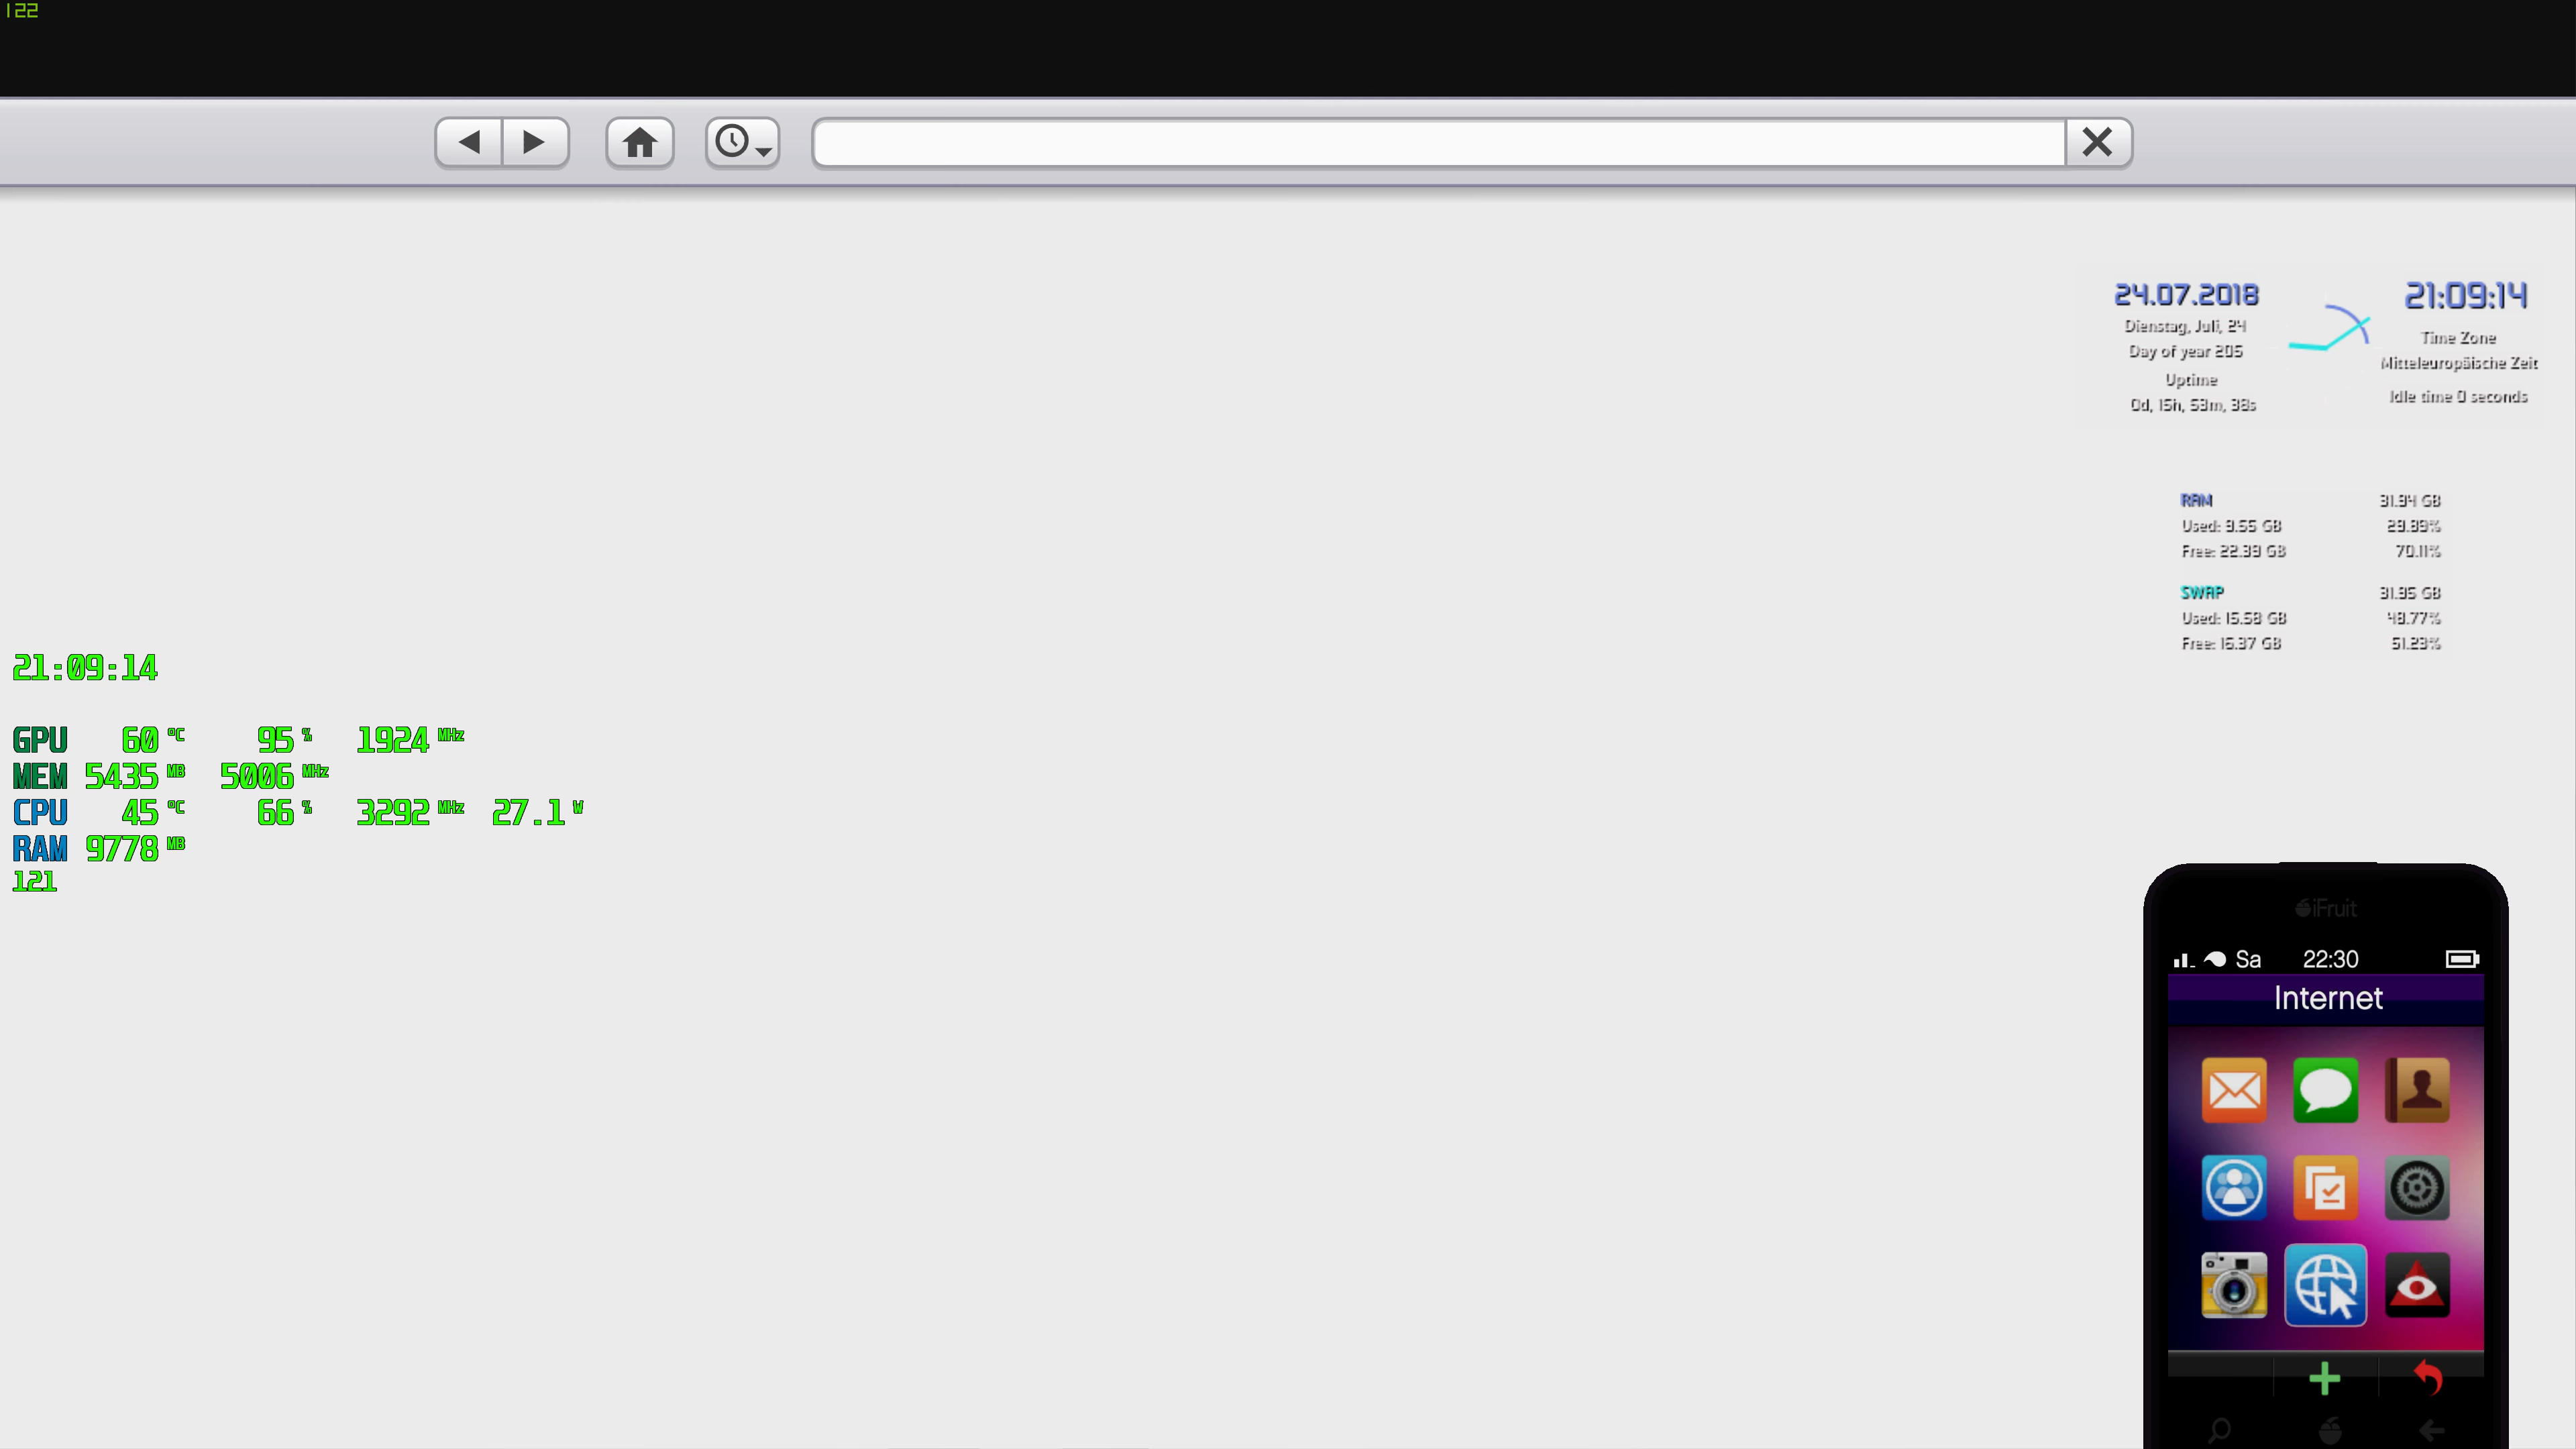 122
24.07.2018
Dienstag, Juli, 24
Day of year 205
Uptime
0d, 15h, 53m, 38s
21:09:14
Time Zone
Mitteleuropäische Zeit
Idle time 0 seconds
RAM 31.94 GB
Used: 9.55 GB 29.89%
Free: 22.39 GB 70.11%
SWAP 31.95 GB
Used: 15.58 GB 48.77%
Free: 16.37 GB 51.23%
21:09:14
GPU 60 °C 95 % 1924 MHz
MEM 5435 MB 5006 MHz
CPU 45 °C 66 % 3292 MHz 27.1 W
RAM 9778 MB
121
iFruit
Sa 22:30
Internet